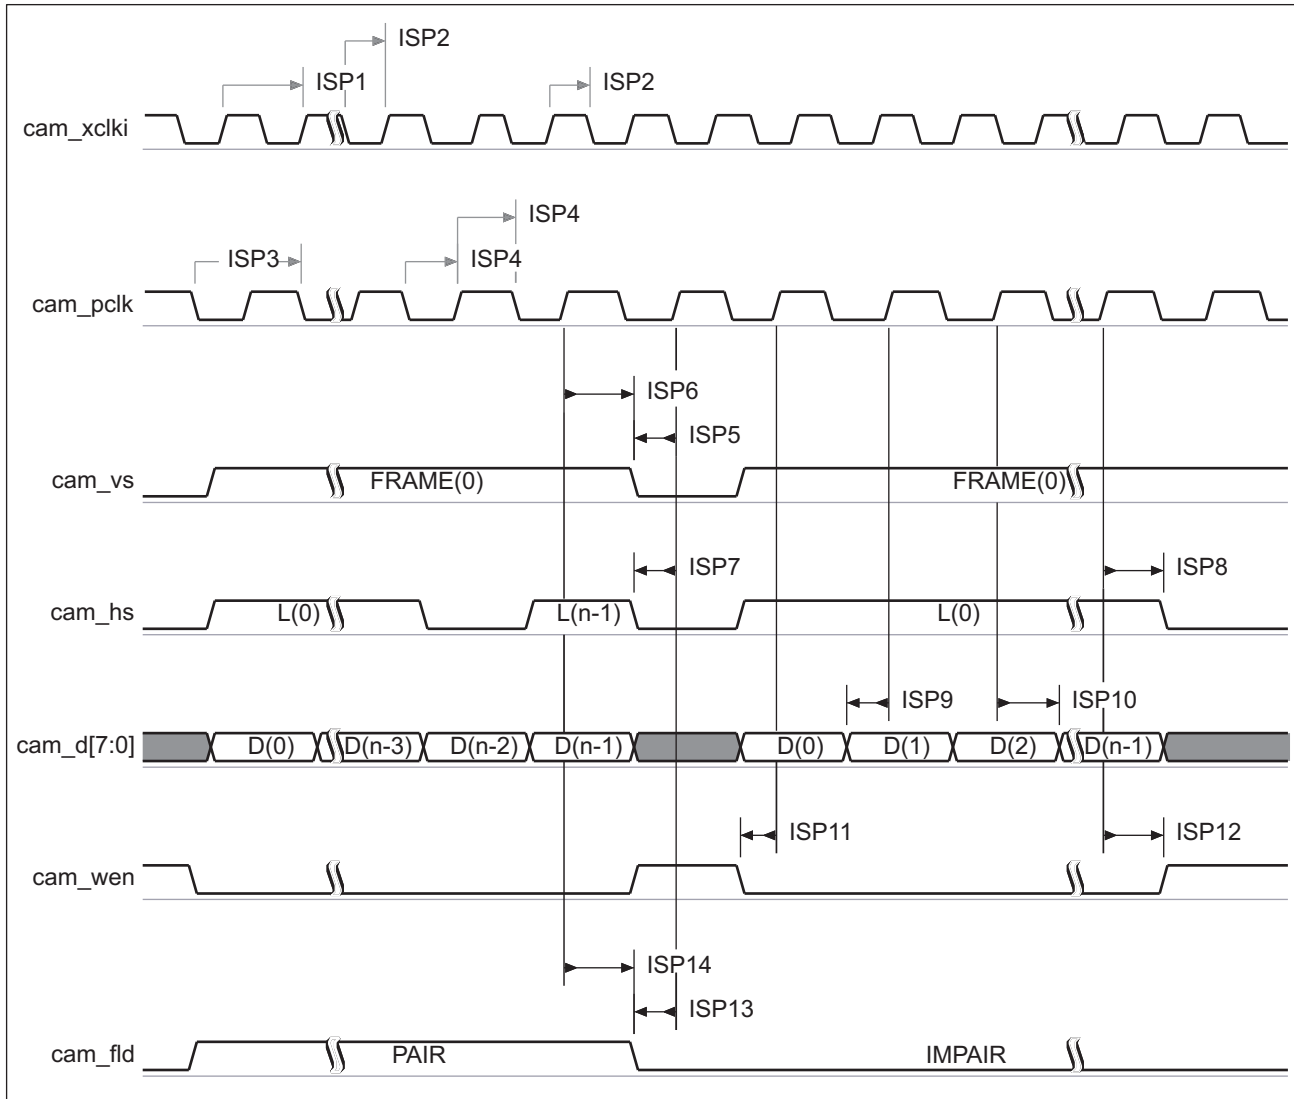 ISP2
ISP1 ISP2
cam_xclki
ISP4
ISP3 ISP4
cam_pclk
ISP6
ISP5
cam_vs FRAME(0) FRAME(0)
ISP7 ISP8
cam_hs L(0) L(n-1) L(0)
ISP9 ISP10
cam_d[7:0] D(0) D(n-3) D(n-2) D(n-1) D(0) D(1) D(2) D(n-1)
ISP11 ISP12
cam_wen
ISP14
ISP13
cam_fld PAIR IMPAIR